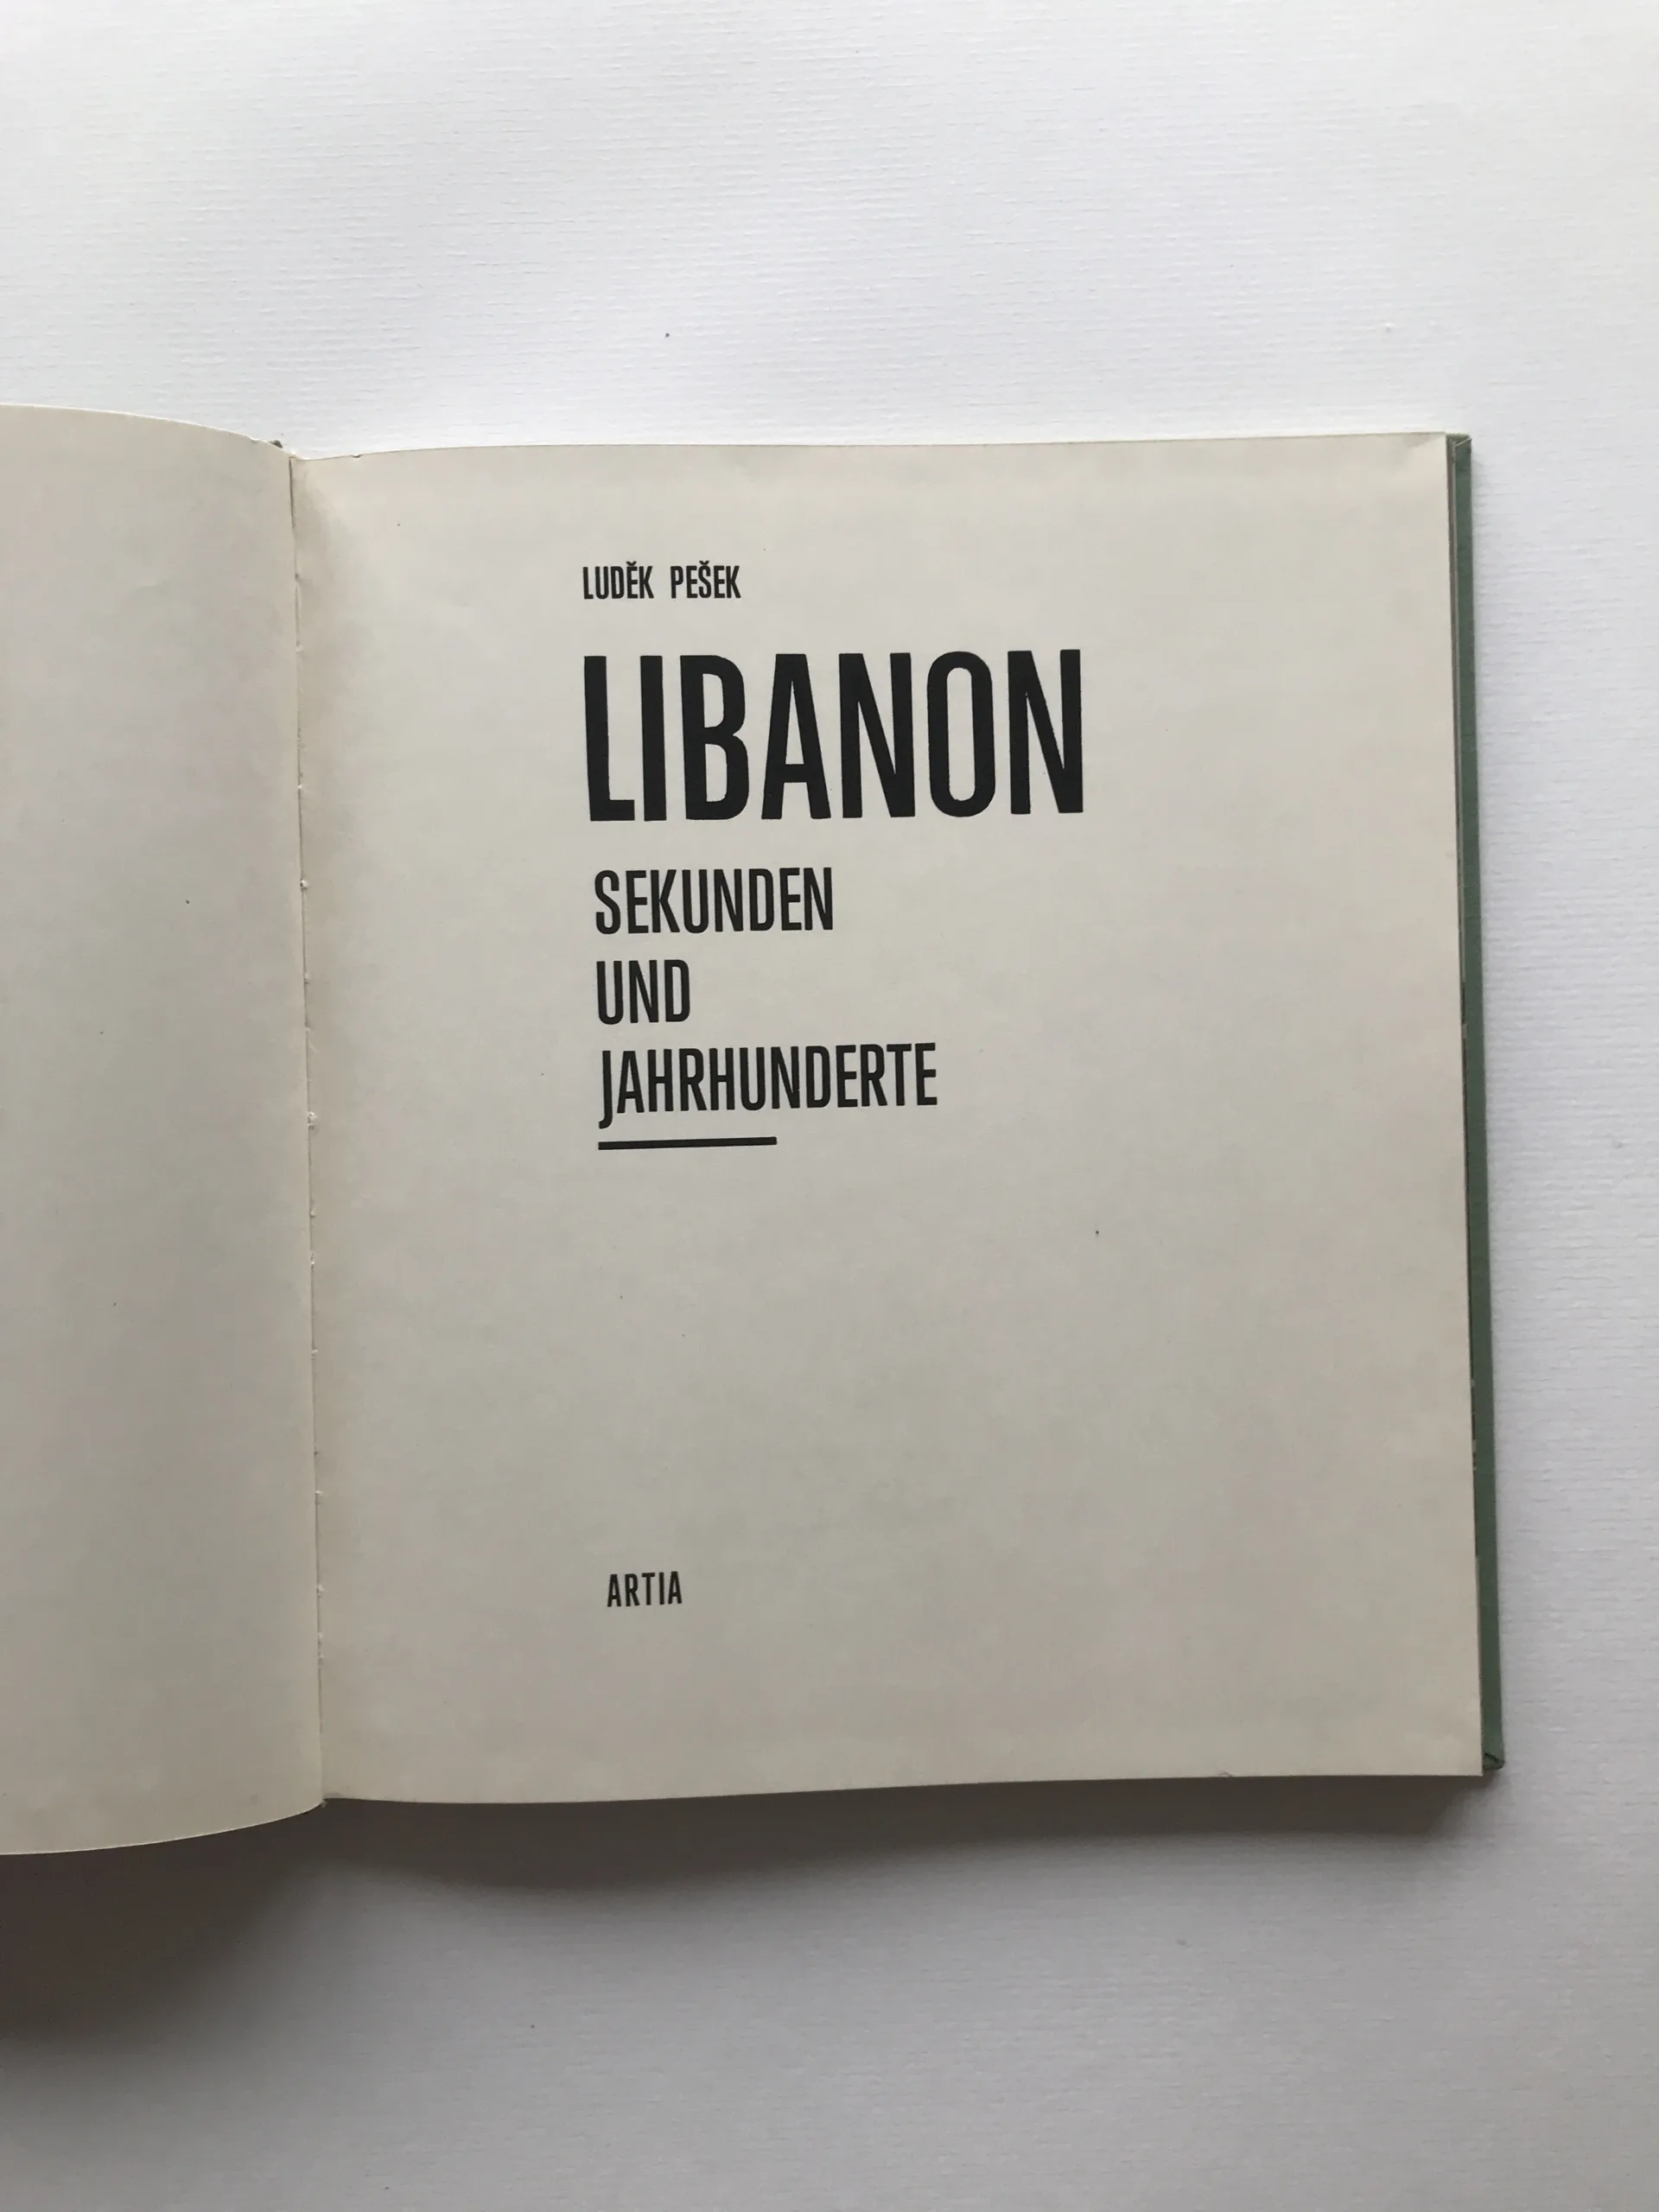 LUDĚK PEŠEK
LIBANON
SEKUNDEN
UND
JAHRHUNDERTE
ARTIA